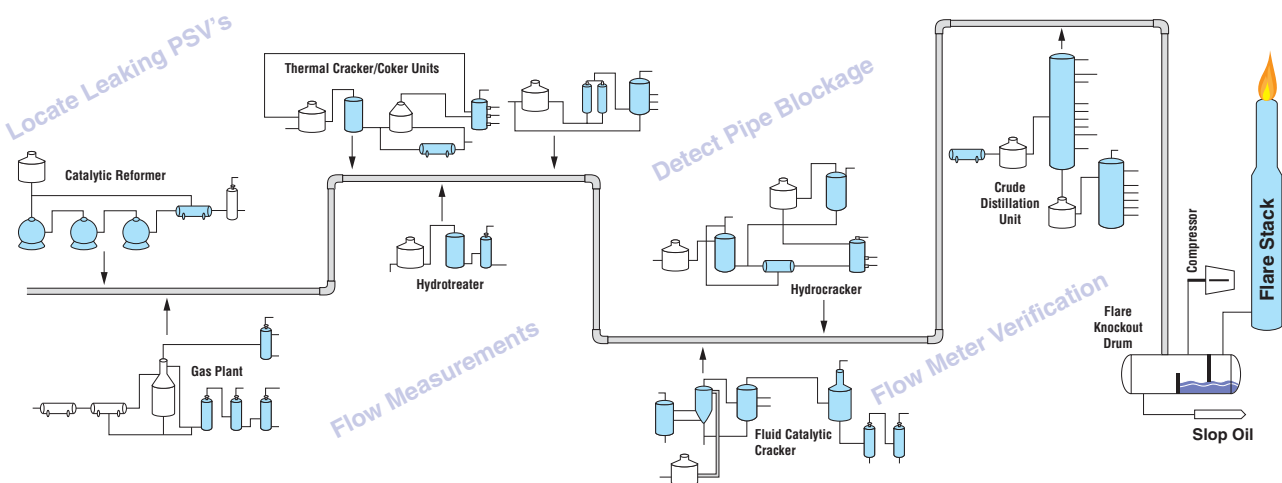 Locate Leaking PSV's
Thermal Cracker/Coker Units
Detect Pipe Blockage
Catalytic Reformer
Crude
Distillation
Unit
Compressor
Flare Stack
Hydrotreater
Hydrocracker
Flare
Knockout
Drum
Gas Plant
Flow Measurements
Flow Meter Verification
Fluid Catalytic
Cracker
Slop Oil